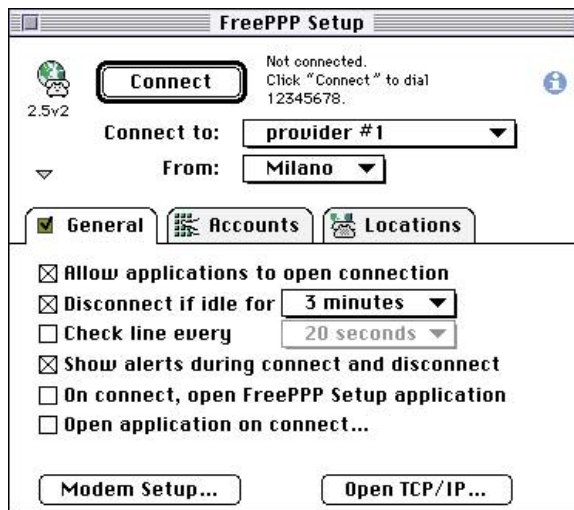 FreePPP Setup
Not connected.
Connect
Click "Connect" to dial
12345678.
2.5v2
Connect to: provider #1
From: Milano
General Accounts Locations
Allow applications to open connection
Disconnect if idle for 3 minutes
Check line every 20 seconds
Show alerts during connect and disconnect
On connect, open FreePPP Setup application
Open application on connect...
Modem Setup... Open TCP/IP...